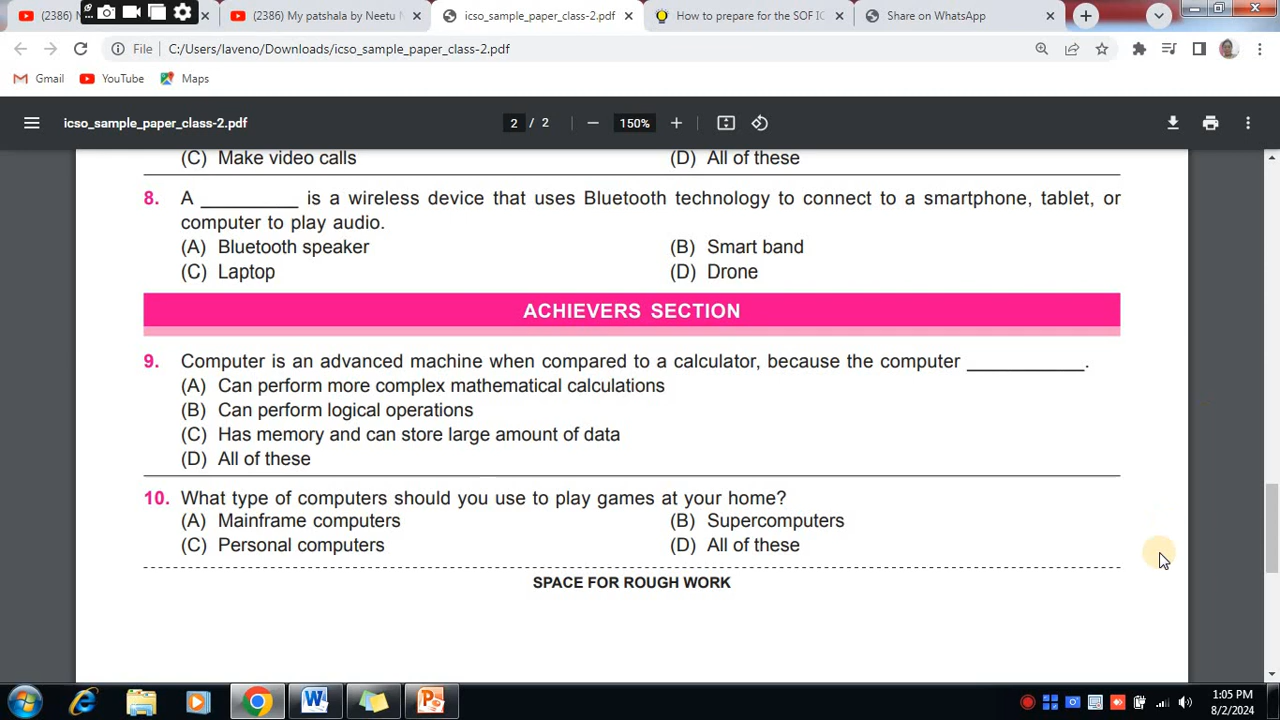 (2386) N
(2386) My patshala by Neetu M
icso_sample_paper_class-2.pdf
How to prepare for the SOF IC
Share on WhatsApp
File
C:/Users/laveno/Downloads/icso_sample_paper_class-2.pdf
Gmail
YouTube
Maps
icso_sample_paper_class-2.pdf
2 / 2
150%
(C) Make video calls
(D) All of these
8. A _________ is a wireless device that uses Bluetooth technology to connect to a smartphone, tablet, or
computer to play audio.
(A) Bluetooth speaker
(B) Smart band
(C) Laptop
(D) Drone
ACHIEVERS SECTION
9. Computer is an advanced machine when compared to a calculator, because the computer ___________.
(A) Can perform more complex mathematical calculations
(B) Can perform logical operations
(C) Has memory and can store large amount of data
(D) All of these
10. What type of computers should you use to play games at your home?
(A) Mainframe computers
(B) Supercomputers
(C) Personal computers
(D) All of these
SPACE FOR ROUGH WORK
1:05 PM
8/2/2024